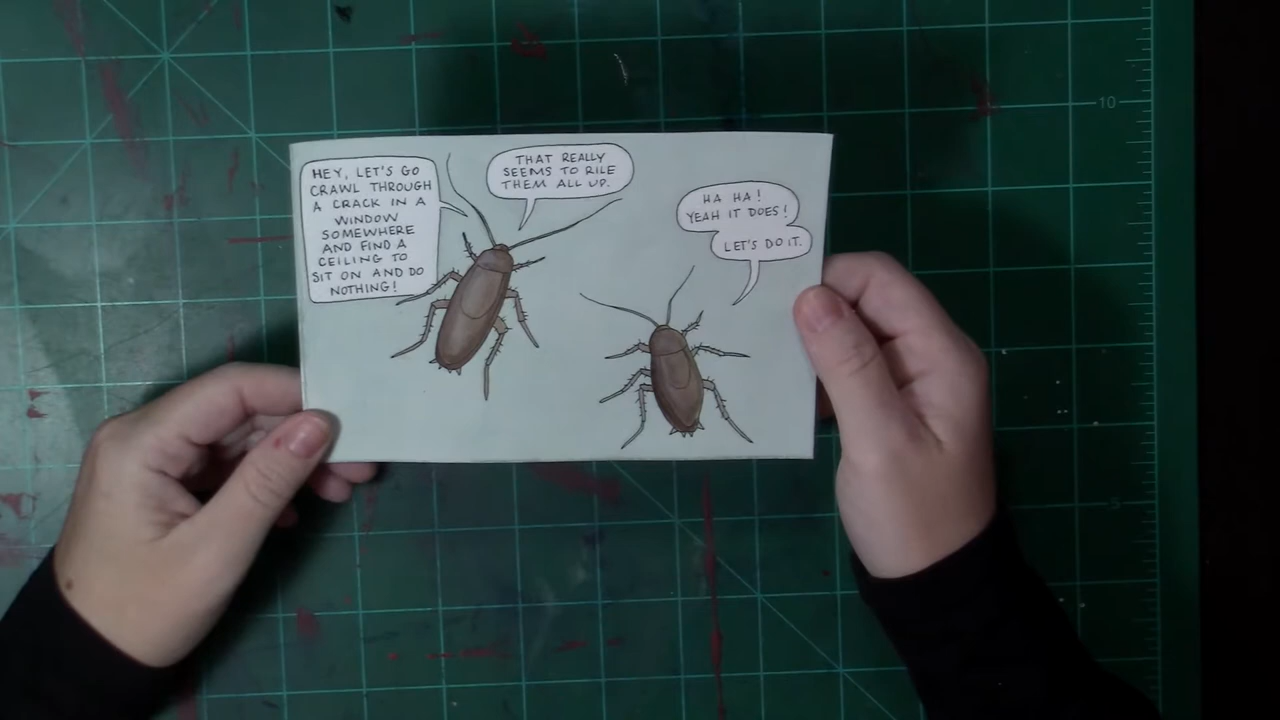 HEY, LET'S GO
CRAWL THROUGH
A CRACK IN A
WINDOW
SOMEWHERE
AND FIND A
CEILING TO
SIT ON AND DO
NOTHING!
THAT REALLY
SEEMS TO RILE
THEM ALL UP.
HA HA!
YEAH IT DOES!
LET'S DO IT.
10
5